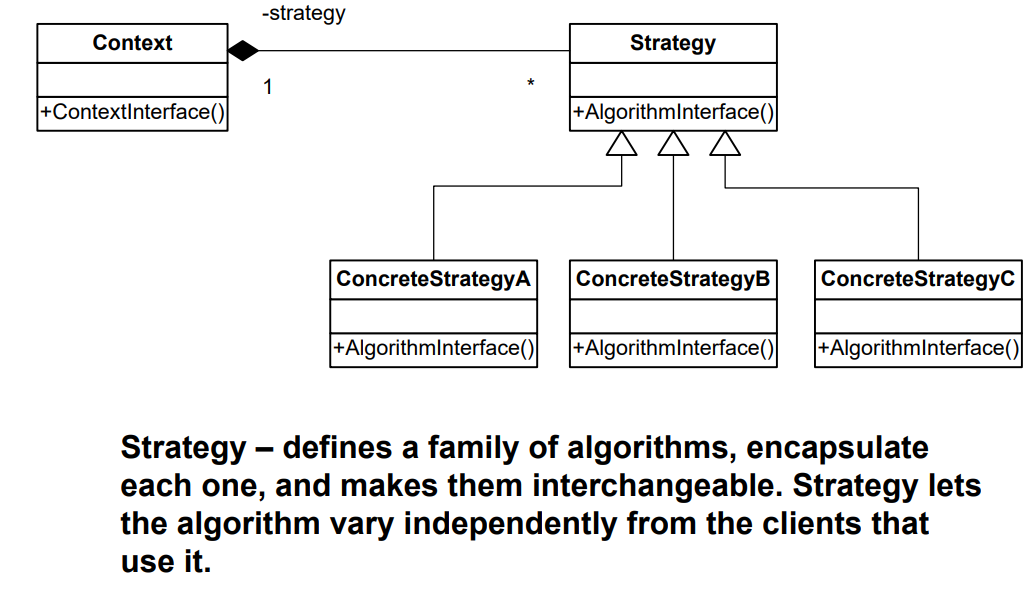 -strategy
Context
Strategy
1
*
+ContextInterface()
+AlgorithmInterface()
ConcreteStrategyA
ConcreteStrategyB
ConcreteStrategyC
+AlgorithmInterface()
+AlgorithmInterface()
+AlgorithmInterface()
Strategy – defines a family of algorithms, encapsulate
each one, and makes them interchangeable. Strategy lets
the algorithm vary independently from the clients that
use it.